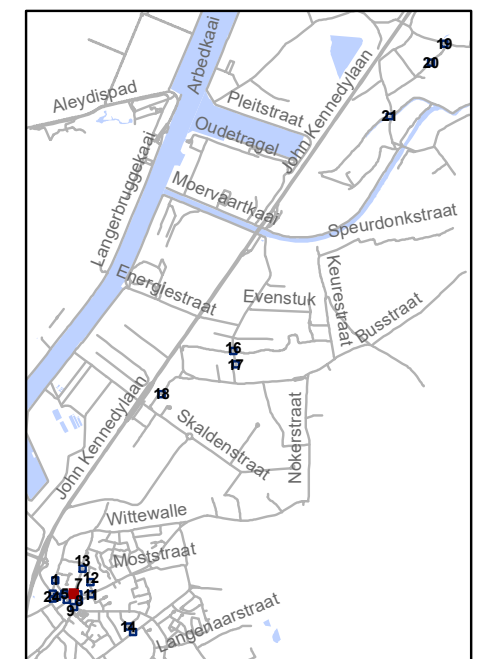 Arbedkaai
19
20
John Kennedylaan
Aleydispad
Pleitstraat
21
Oudetragel
Langerbruggekaai
Moervaartkaai
Speurdonkstraat
Energiestraat
Evenstuk
Keurestraat
Busstraat
16
17
18
John Kennedylaan
Skaldenstraat
Nokerstraat
Wittewalle
Moststraat
13
12
7
11
9
14
Langenaarstraat